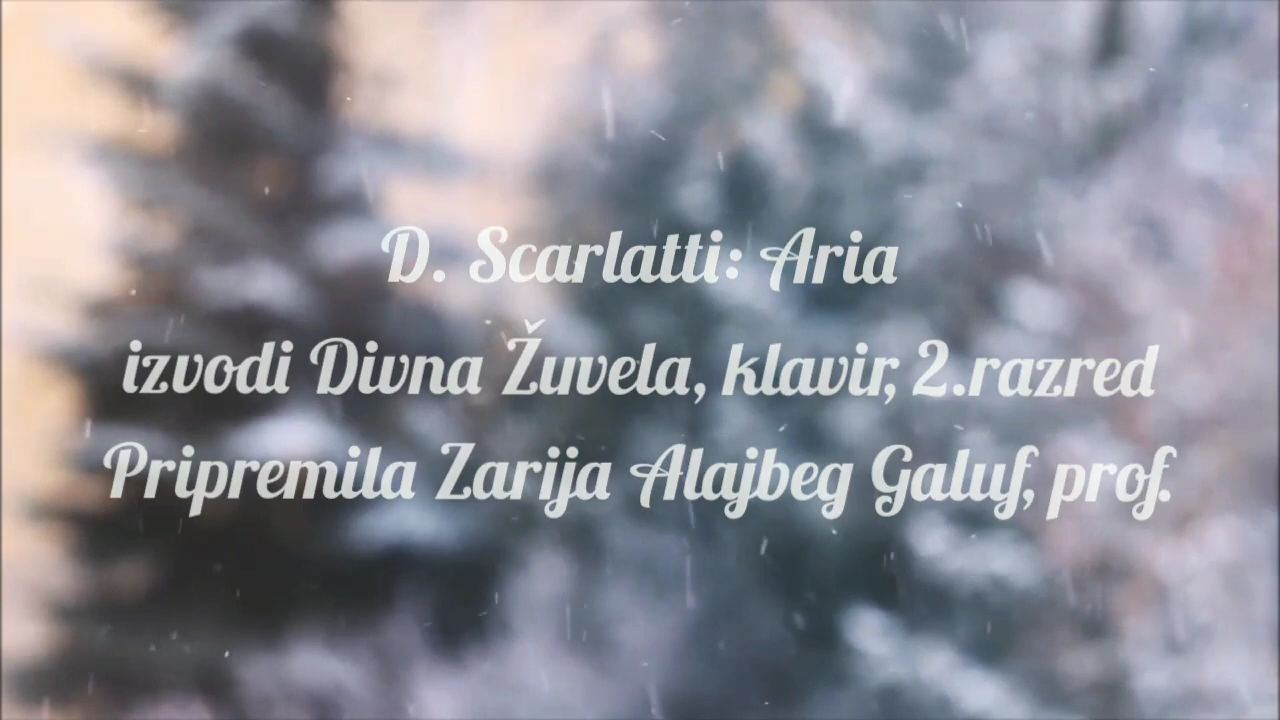 D. Scarlatti: Aria
izvodi Divna Žuvela, klavir, 2.razred
Pripremila Zarija Alajbeg Galuf, prof.